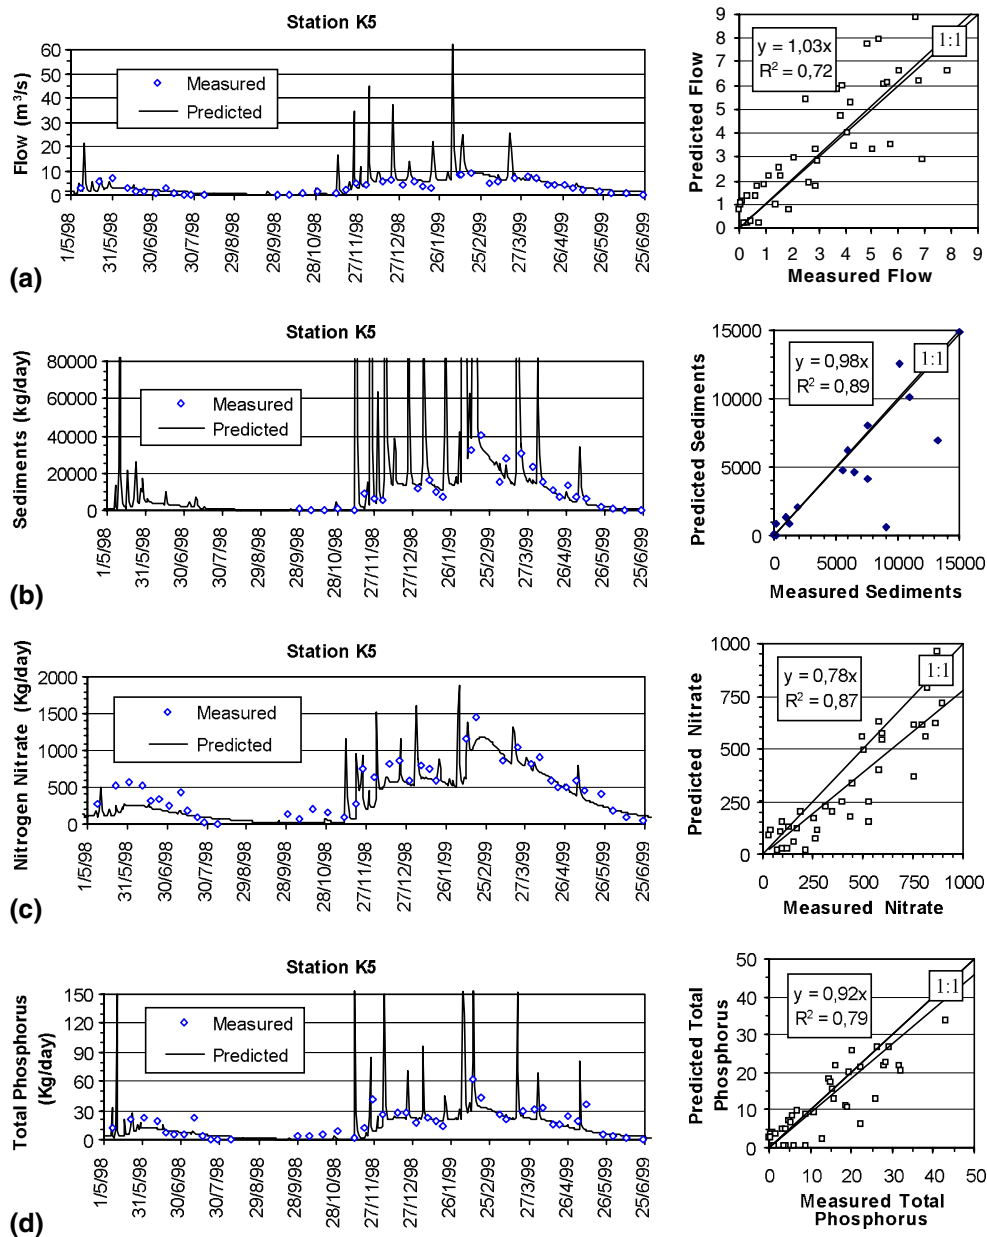 Station K5
Flow (m³/s)
60
50
40
30
20
10
0
Measured
Predicted
1/5/98
31/5/98
30/6/98
30/7/98
29/8/98
28/9/98
28/10/98
27/11/98
27/12/98
26/1/99
25/2/99
27/3/99
26/4/99
26/5/99
25/6/99
(a)
Predicted Flow
9
8
7
6
5
4
3
2
1
0
y = 1,03x
R² = 0,72
1:1
0 1 2 3 4 5 6 7 8 9
Measured Flow
Station K5
Sediments (kg/day)
80000
60000
40000
20000
0
Measured
Predicted
1/5/98
31/5/98
30/6/98
30/7/98
29/8/98
28/9/98
28/10/98
27/11/98
27/12/98
26/1/99
25/2/99
27/3/99
26/4/99
26/5/99
25/6/99
(b)
Predicted Sediments
15000
10000
5000
0
y = 0,98x
R² = 0,89
1:1
0 5000 10000 15000
Measured Sediments
Station K5
Nitrogen Nitrate (Kg/day)
2000
1500
1000
500
0
Measured
Predicted
1/5/98
31/5/98
30/6/98
30/7/98
29/8/98
28/9/98
28/10/98
27/11/98
27/12/98
26/1/99
25/2/99
27/3/99
26/4/99
26/5/99
25/6/99
(c)
Predicted Nitrate
1000
750
500
250
0
y = 0,78x
R² = 0,87
1:1
0 250 500 750 1000
Measured Nitrate
Station K5
Total Phosphorus
(Kg/day)
150
120
90
60
30
0
Measured
Predicted
1/5/98
31/5/98
30/6/98
30/7/98
29/8/98
28/9/98
28/10/98
27/11/98
27/12/98
26/1/99
25/2/99
27/3/99
26/4/99
26/5/99
25/6/99
(d)
Predicted Total
Phosphorus
50
40
30
20
10
0
y = 0,92x
R² = 0,79
1:1
0 10 20 30 40 50
Measured Total
Phosphorus